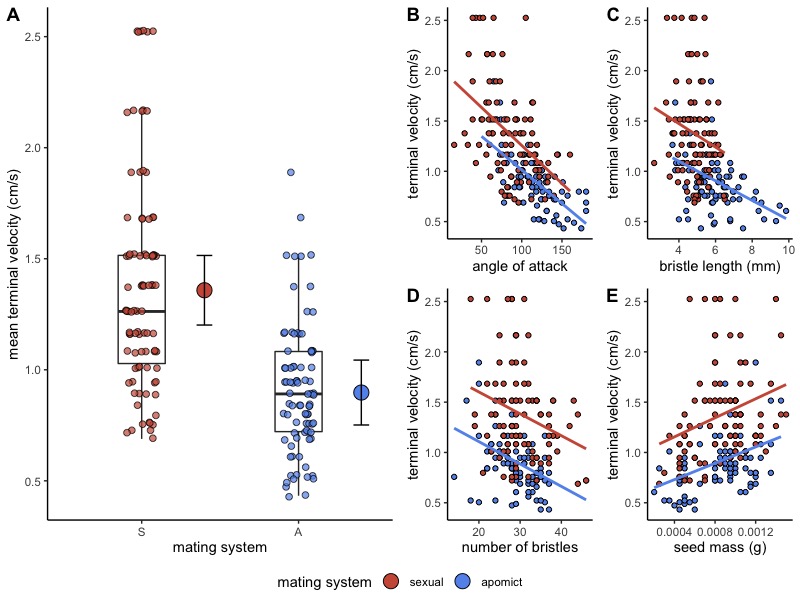 A
mean terminal velocity (cm/s)
2.5
2.0
1.5
1.0
0.5
S
A
mating system
B
terminal velocity (cm/s)
2.5
2.0
1.5
1.0
0.5
50
100
150
angle of attack
C
terminal velocity (cm/s)
2.5
2.0
1.5
1.0
0.5
4
6
8
10
bristle length (mm)
D
terminal velocity (cm/s)
2.5
2.0
1.5
1.0
0.5
20
30
40
number of bristles
E
terminal velocity (cm/s)
2.5
2.0
1.5
1.0
0.5
0.0004
0.0008
0.0012
seed mass (g)
mating system
sexual
apomict